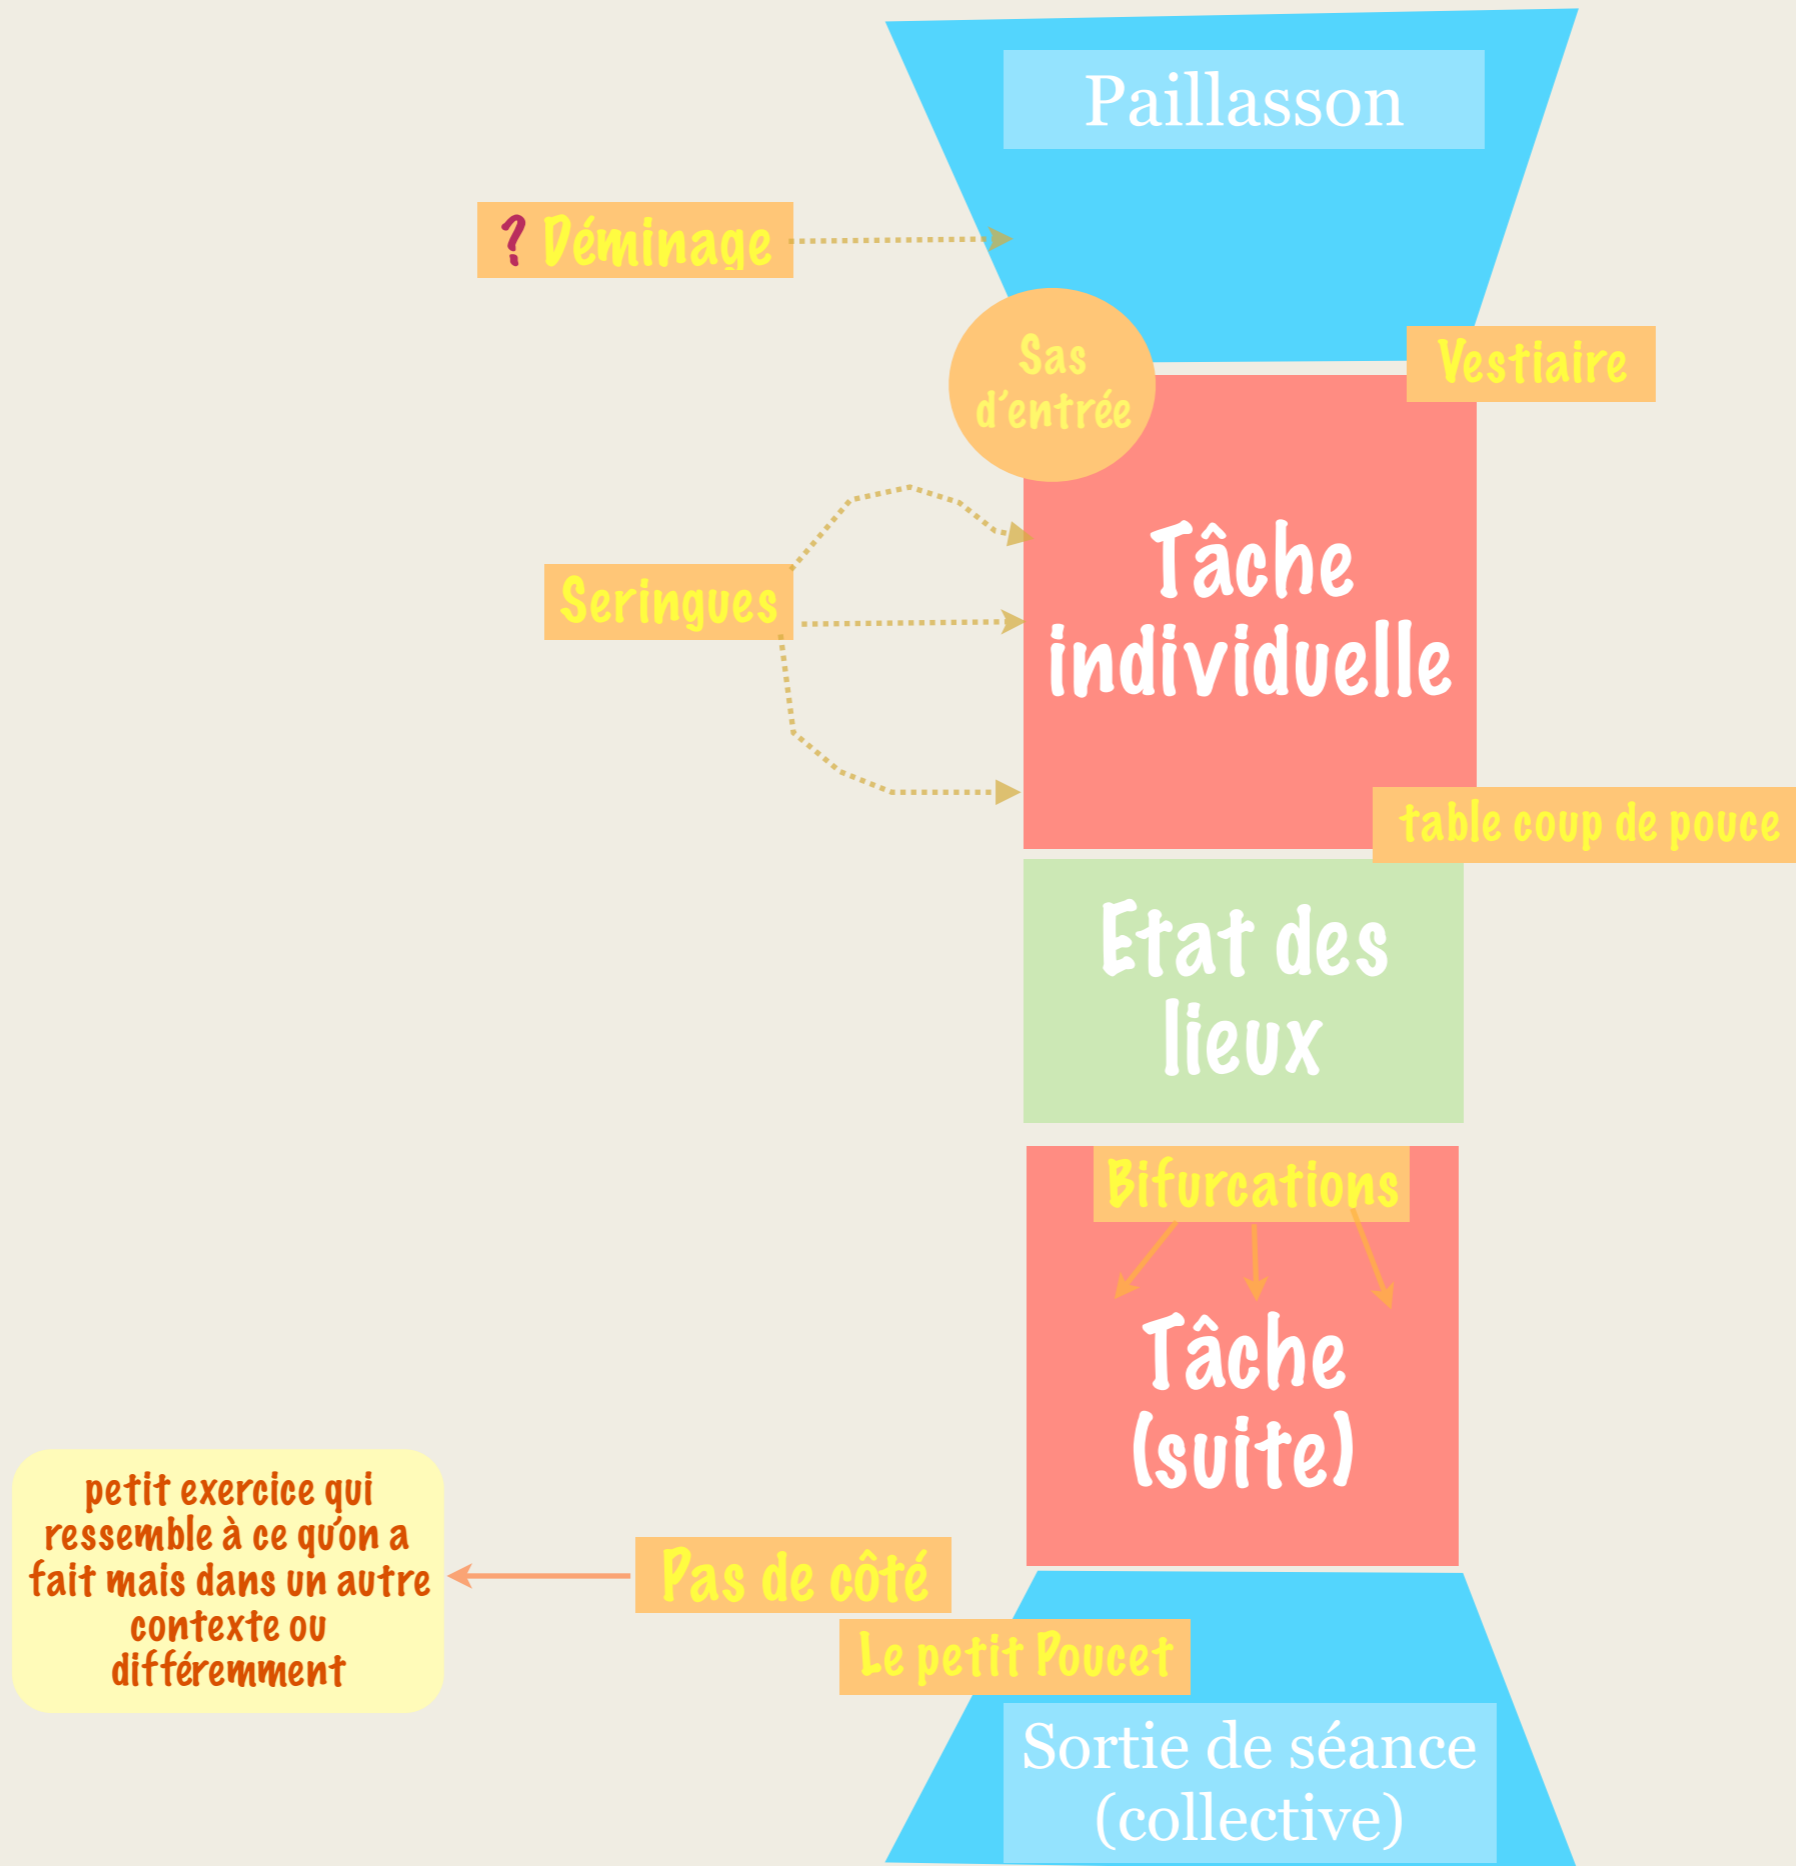 Paillasson
? Déminage
Sas
d'entrée
Vestiaire
Tâche
individuelle
Seringues
table coup de pouce
Etat des
lieux
Bifurcations
Tâche
(suite)
petit exercice qui
ressemble à ce qu'on a
fait mais dans un autre
contexte ou
différemment
Pas de côté
Le petit Poucet
Sortie de séance
(collective)